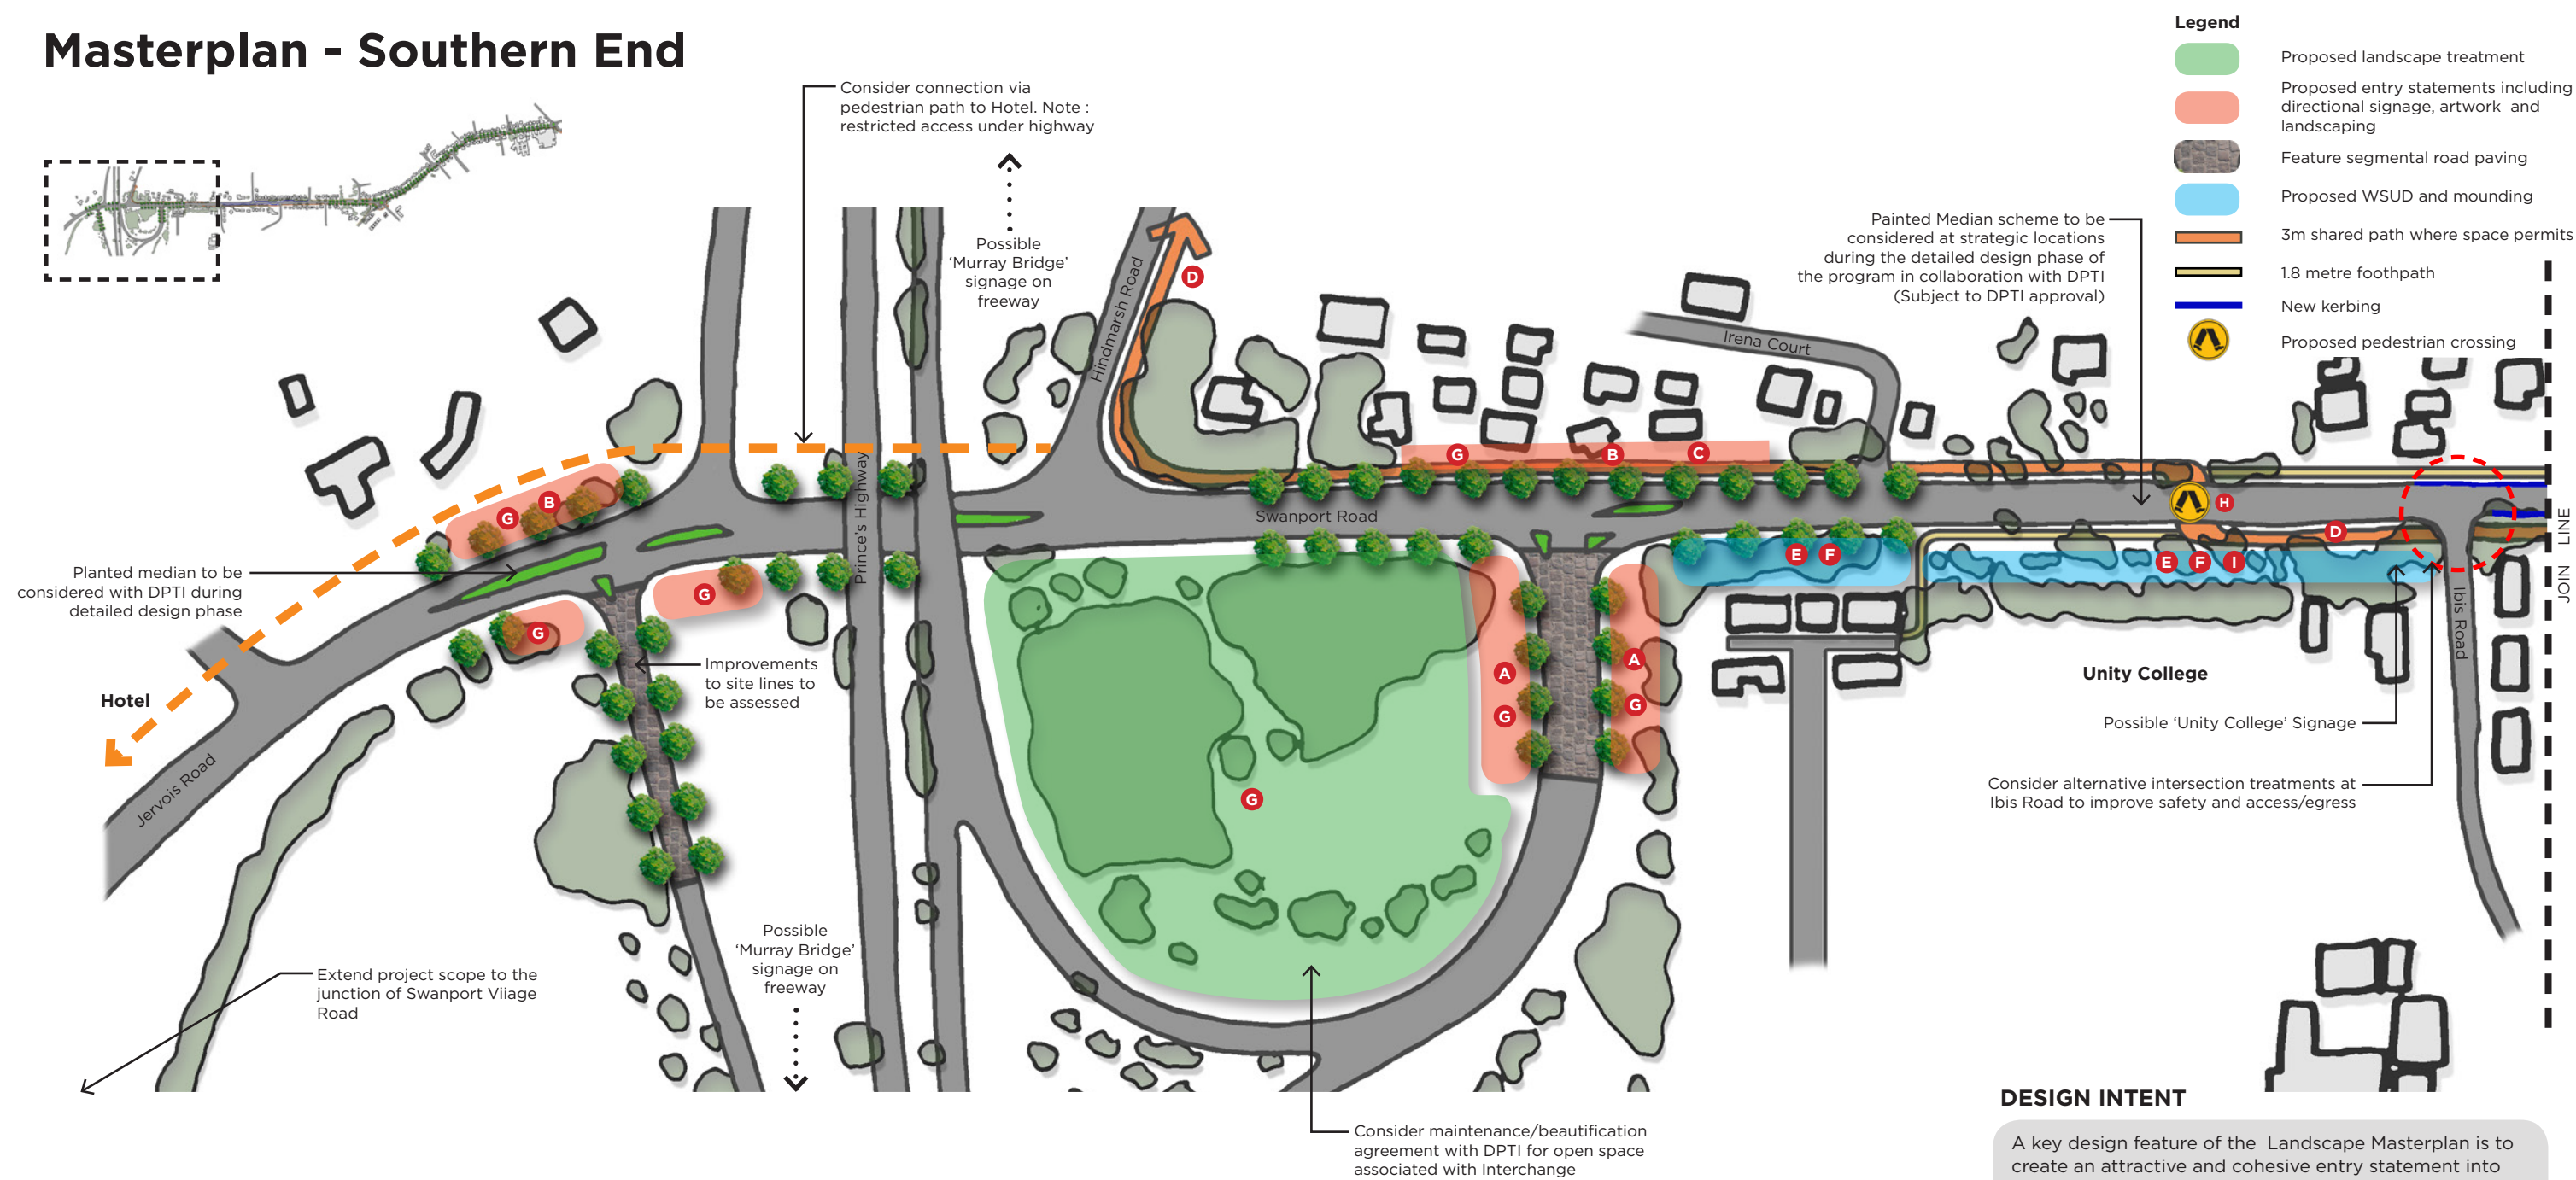 Masterplan - Southern End
Legend
Proposed landscape treatment
Proposed entry statements including
directional signage, artwork and
landscaping
Feature segmental road paving
Proposed WSUD and mounding
3m shared path where space permits
1.8 metre footpath
New kerbing
Proposed pedestrian crossing
Consider connection via
pedestrian path to Hotel. Note :
restricted access under highway
Possible
‘Murray Bridge’
signage on
freeway
Painted Median scheme to be
considered at strategic locations
during the detailed design phase of
the program in collaboration with DPTI
(Subject to DPTI approval)
Hindmarsh Road
D
Irena Court
G
B
C
Prince's Highway
Swanport Road
G
B
H
D
E
F
E
F
I
JOIN LINE
Planted median to be
considered with DPTI during
detailed design phase
G
G
Improvements
to site lines to
be assessed
Hotel
Jervois Road
A
G
A
G
G
Ibis Road
Unity College
Possible ‘Unity College’ Signage
Consider alternative intersection treatments at
Ibis Road to improve safety and access/egress
Possible
‘Murray Bridge’
signage on
freeway
Extend project scope to the
junction of Swanport Viiage
Road
Consider maintenance/beautification
agreement with DPTI for open space
associated with Interchange
DESIGN INTENT
A key design feature of the Landscape Masterplan is to
create an attractive and cohesive entry statement into